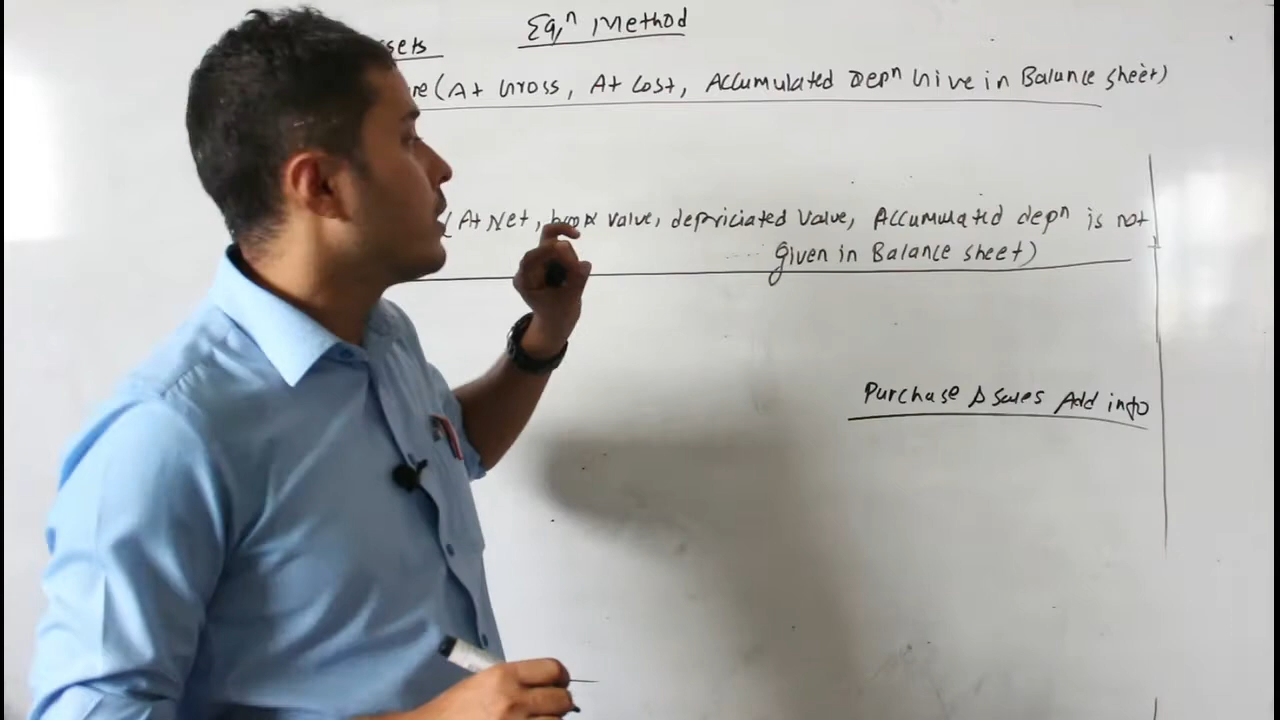 Eqⁿ Method
ssets
re (At Gross, At Cost, Accumulated Depⁿ Give in Balance sheet)
(At Net, book value, depriciated value, Accumulatid depⁿ is not
given in Balance sheet)
Purchase & sales Add info